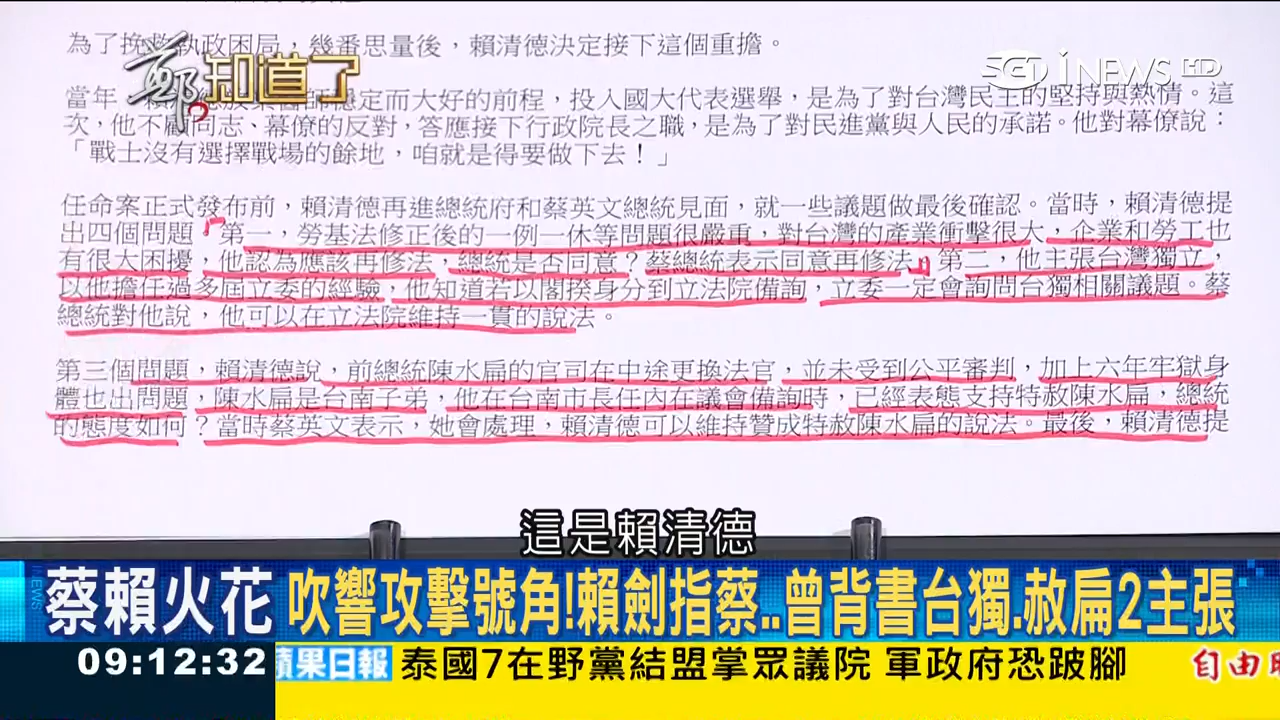 為了挽救執政困局，幾番思量後，賴清德決定接下這個重擔。
鄭知道了
SET iNEWS HD
穩定而大好的前程，投入國大代表選舉，是為了對台灣民主的堅持與熱情。這
次，他不顧同志、幕僚的反對，答應接下行政院長之職，是為了對民進黨與人民的承諾。他對幕僚說：
「戰士沒有選擇戰場的餘地，咱就是得要做下去！」
任命案正式發布前，賴清德再進總統府和蔡英文總統見面，就一些議題做最後確認。當時，賴清德提
出四個問題「第一，勞基法修正後的一例一休等問題很嚴重，對台灣的產業衝擊很大，企業和勞工也
有很大困擾，他認為應該再修法，總統是否同意？蔡總統表示同意再修法」第二，他主張台灣獨立，
以他擔任過多屆立委的經驗，他知道若以閣揆身分到立法院備詢，立委一定會詢問台獨相關議題。蔡
總統對他說，他可以在立法院維持一貫的說法。
第三個問題，賴清德說，前總統陳水扁的官司在中途更換法官，並未受到公平審判，加上六年牢獄身
體也出問題，陳水扁是台南子弟，他在台南市長任內在議會備詢時，已經表態支持特赦陳水扁，總統
的態度如何？當時蔡英文表示，她會處理，賴清德可以維持贊成特赦陳水扁的說法。最後，賴清德提
這是賴清德
iNEWS
蔡賴火花 吹響攻擊號角!賴劍指蔡..曾背書台獨.赦扁2主張
09:12:32 蘋果日報 泰國7在野黨結盟掌眾議院 軍政府恐跛腳 自由